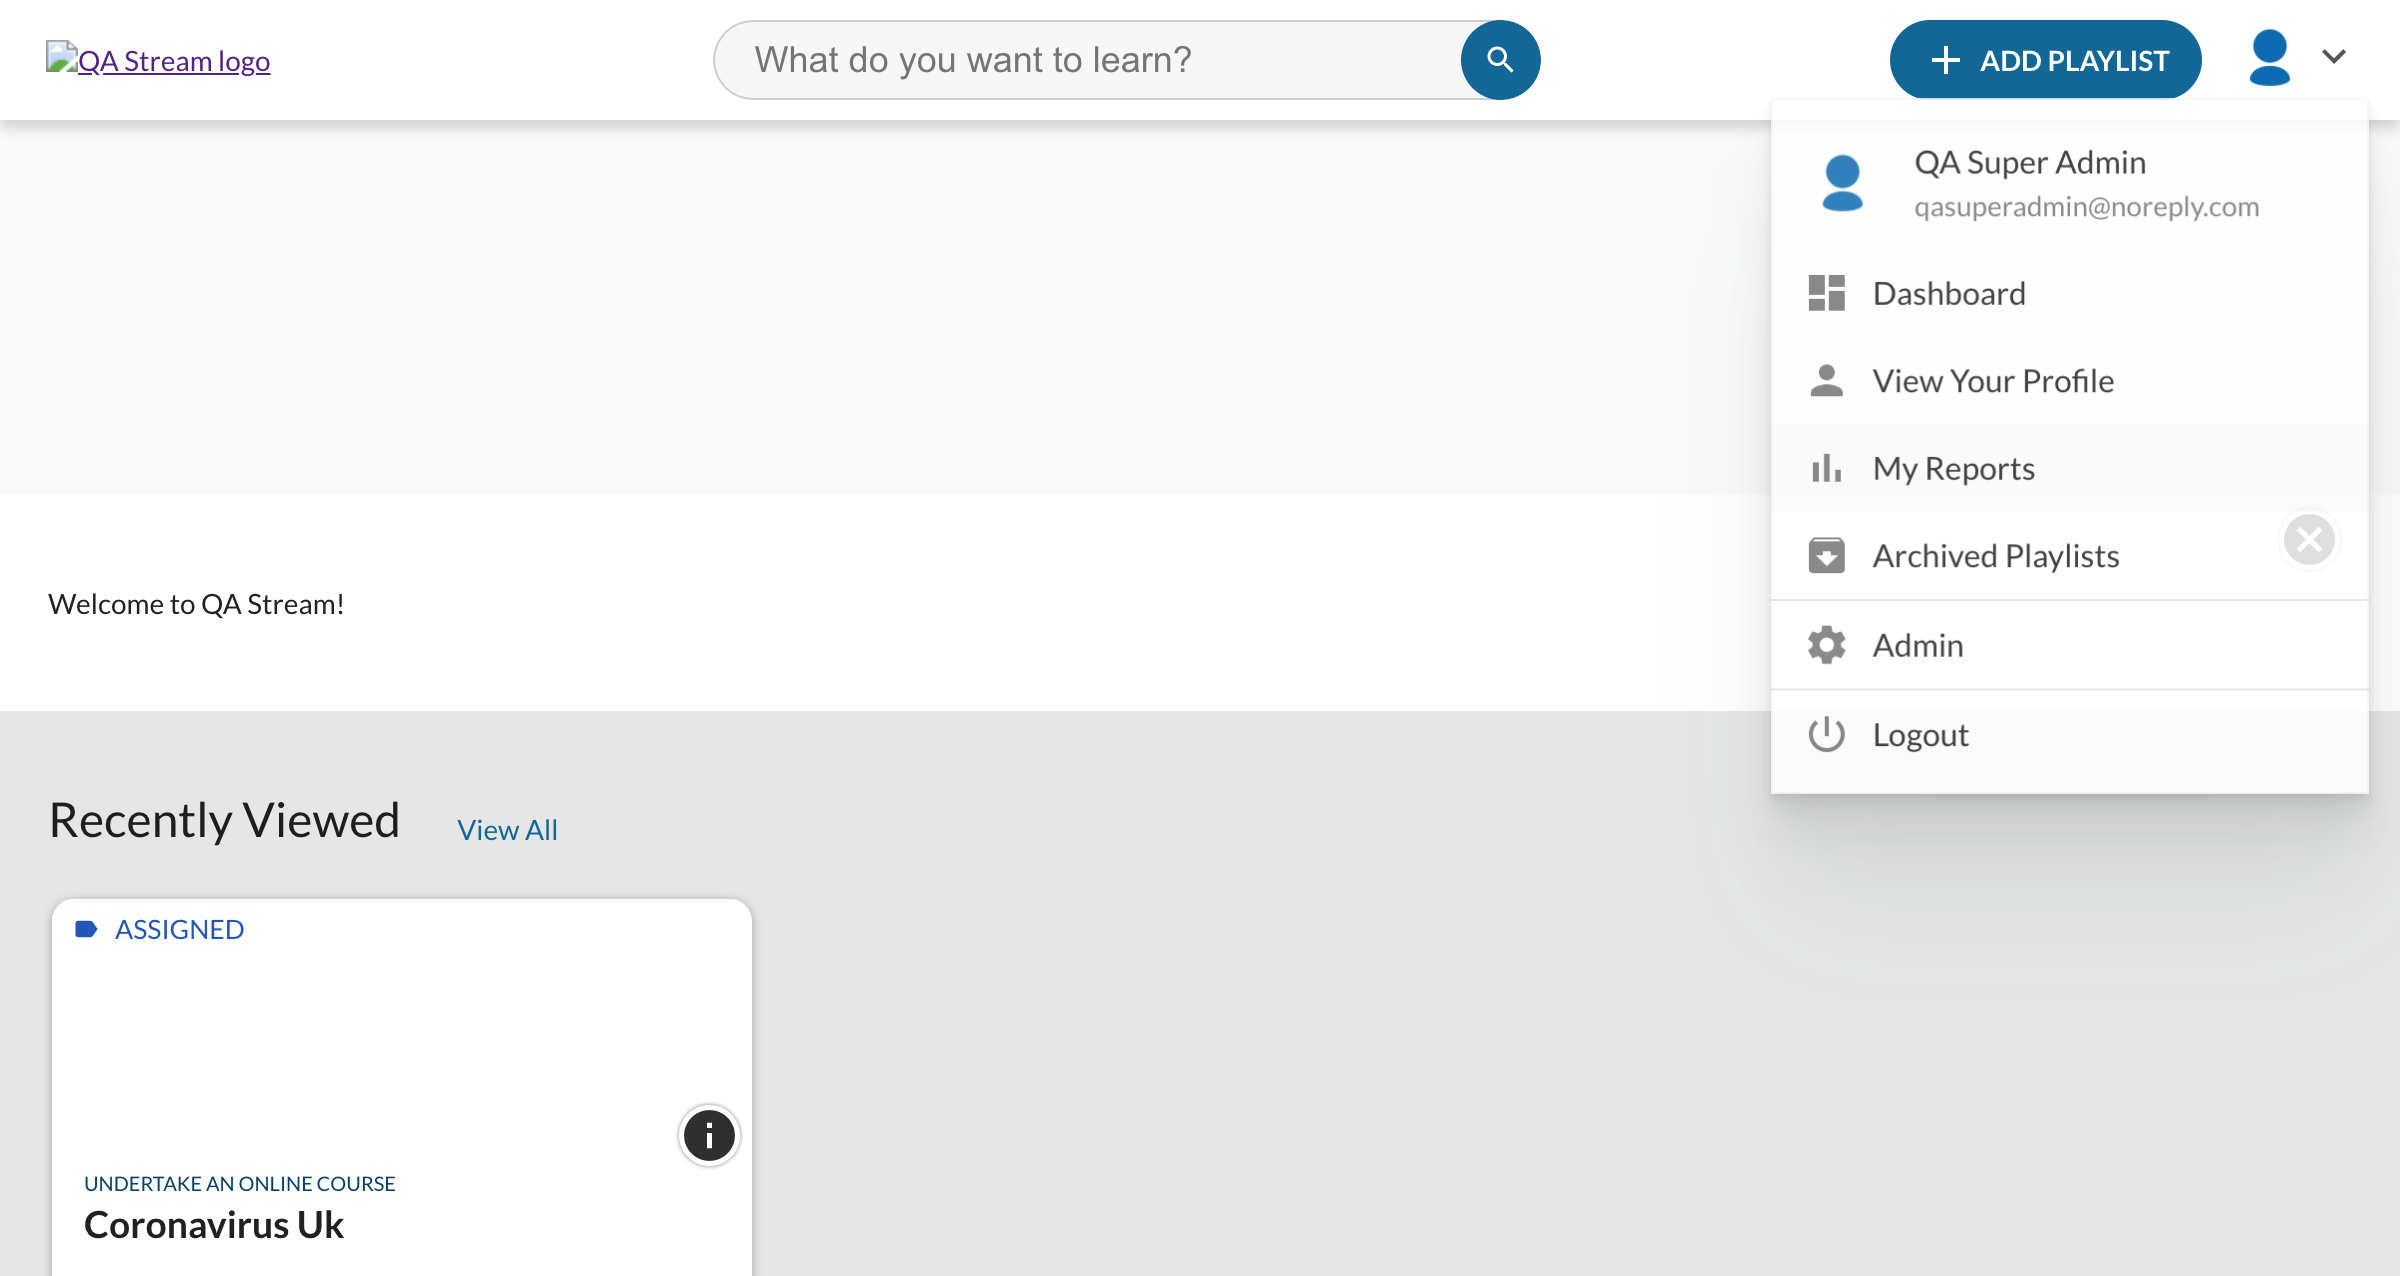 QA Stream logo
What do you want to learn?
ADD PLAYLIST
QA Super Admin
qasuperadmin@noreply.com
Dashboard
View Your Profile
My Reports
Archived Playlists
Admin
Logout
Welcome to QA Stream!
Recently Viewed View All
ASSIGNED
UNDERTAKE AN ONLINE COURSE
Coronavirus Uk